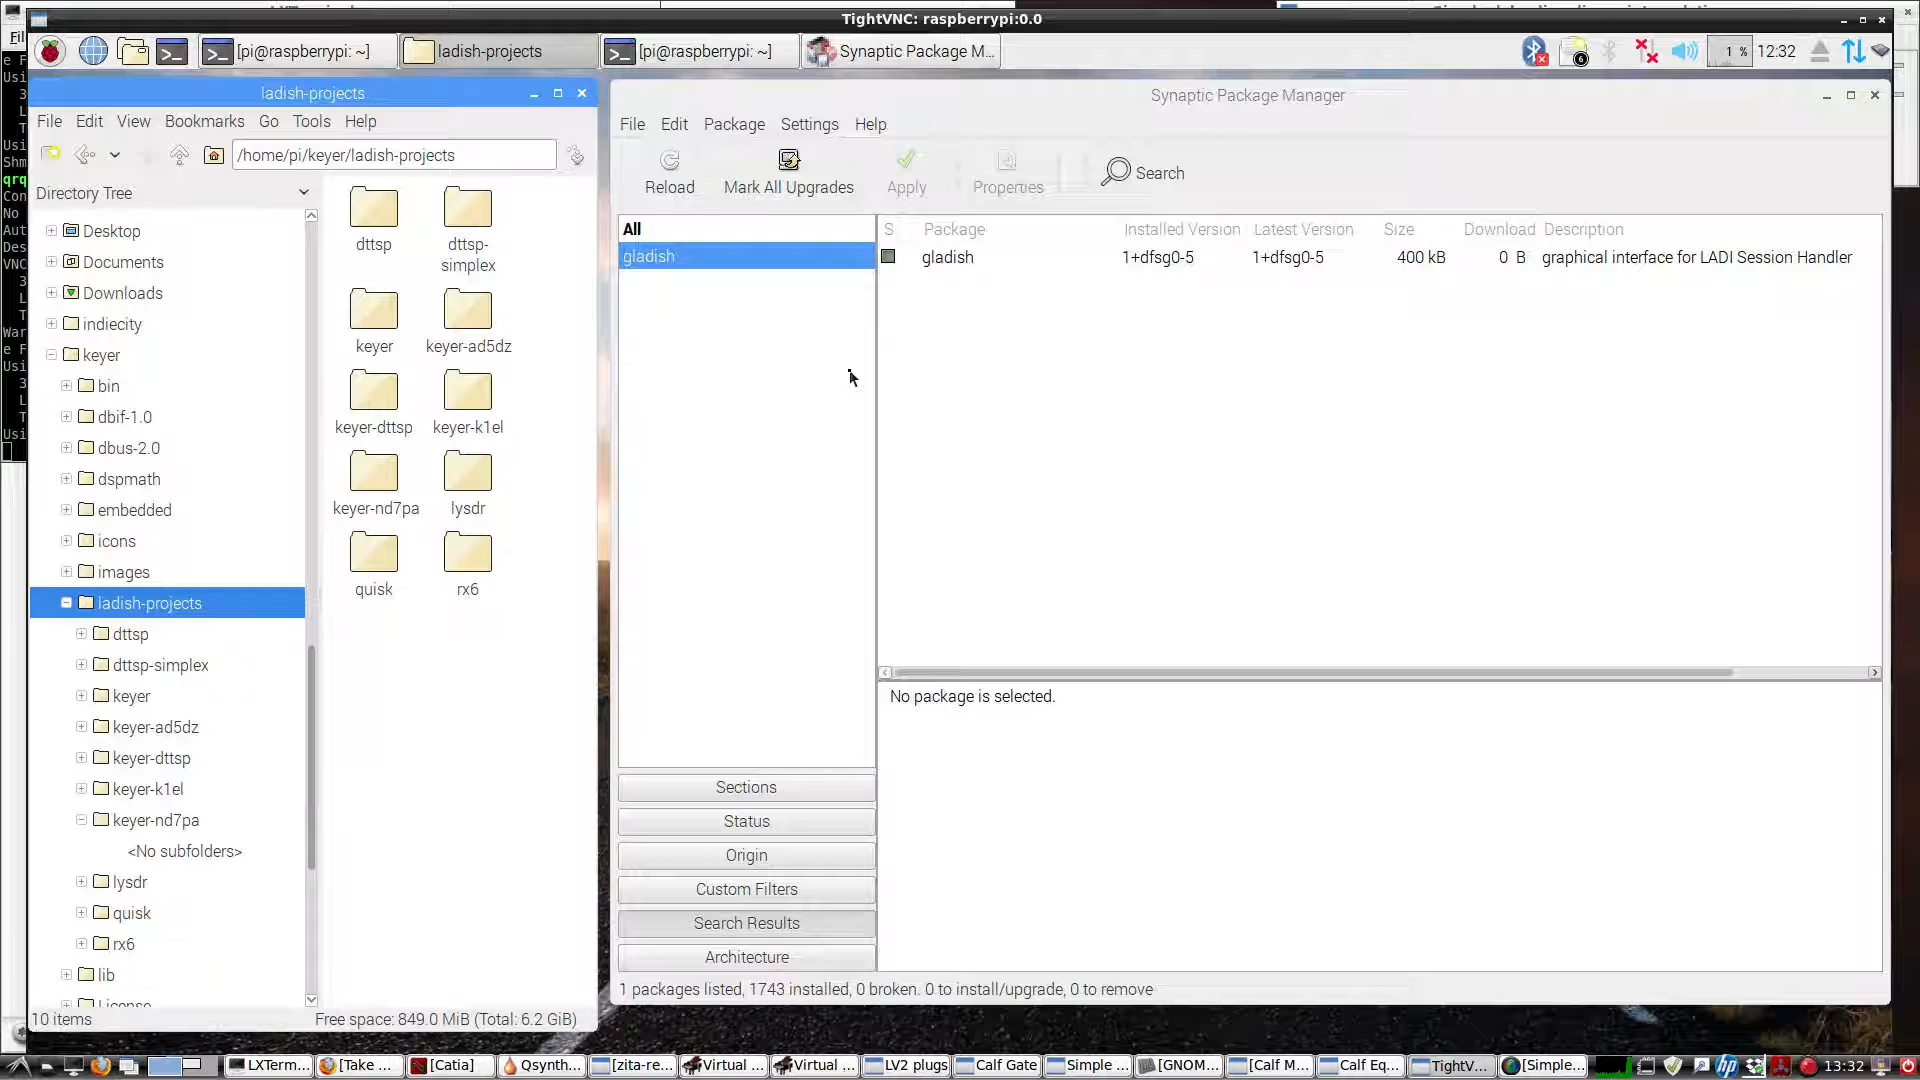 TightVNC: raspberrypi:0.0
[pi@raspberrypi: ~]
ladish-projects
[pi@raspberrypi: ~]
Synaptic Package M...
6
1 %
12:32
ladish-projects
File Edit View Bookmarks Go Tools Help
/home/pi/keyer/ladish-projects
Directory Tree
Desktop
Documents
Downloads
indiecity
keyer
bin
dbif-1.0
dbus-2.0
dspmath
embedded
icons
images
ladish-projects
dttsp
dttsp-simplex
keyer
keyer-ad5dz
keyer-dttsp
keyer-k1el
keyer-nd7pa
<No subfolders>
lysdr
quisk
rx6
lib
License
dttsp
dttsp-
simplex
keyer
keyer-ad5dz
keyer-dttsp
keyer-k1el
keyer-nd7pa
lysdr
quisk
rx6
10 items
Free space: 849.0 MiB (Total: 6.2 GiB)
Synaptic Package Manager
File Edit Package Settings Help
Reload
Mark All Upgrades
Apply
Properties
Search
All
gladish
S Package Installed Version Latest Version Size Download Description
gladish 1+dfsg0-5 1+dfsg0-5 400 kB 0 B graphical interface for LADI Session Handler
No package is selected.
Sections
Status
Origin
Custom Filters
Search Results
Architecture
1 packages listed, 1743 installed, 0 broken. 0 to install/upgrade, 0 to remove
LXTerm...
[Take ...
[Catia]
Qsynth...
[zita-re...
Virtual ...
Virtual ...
LV2 plugs
Calf Gate
Simple ...
[GNOM...
[Calf M...
Calf Eq...
TightV...
[Simple...
13:32